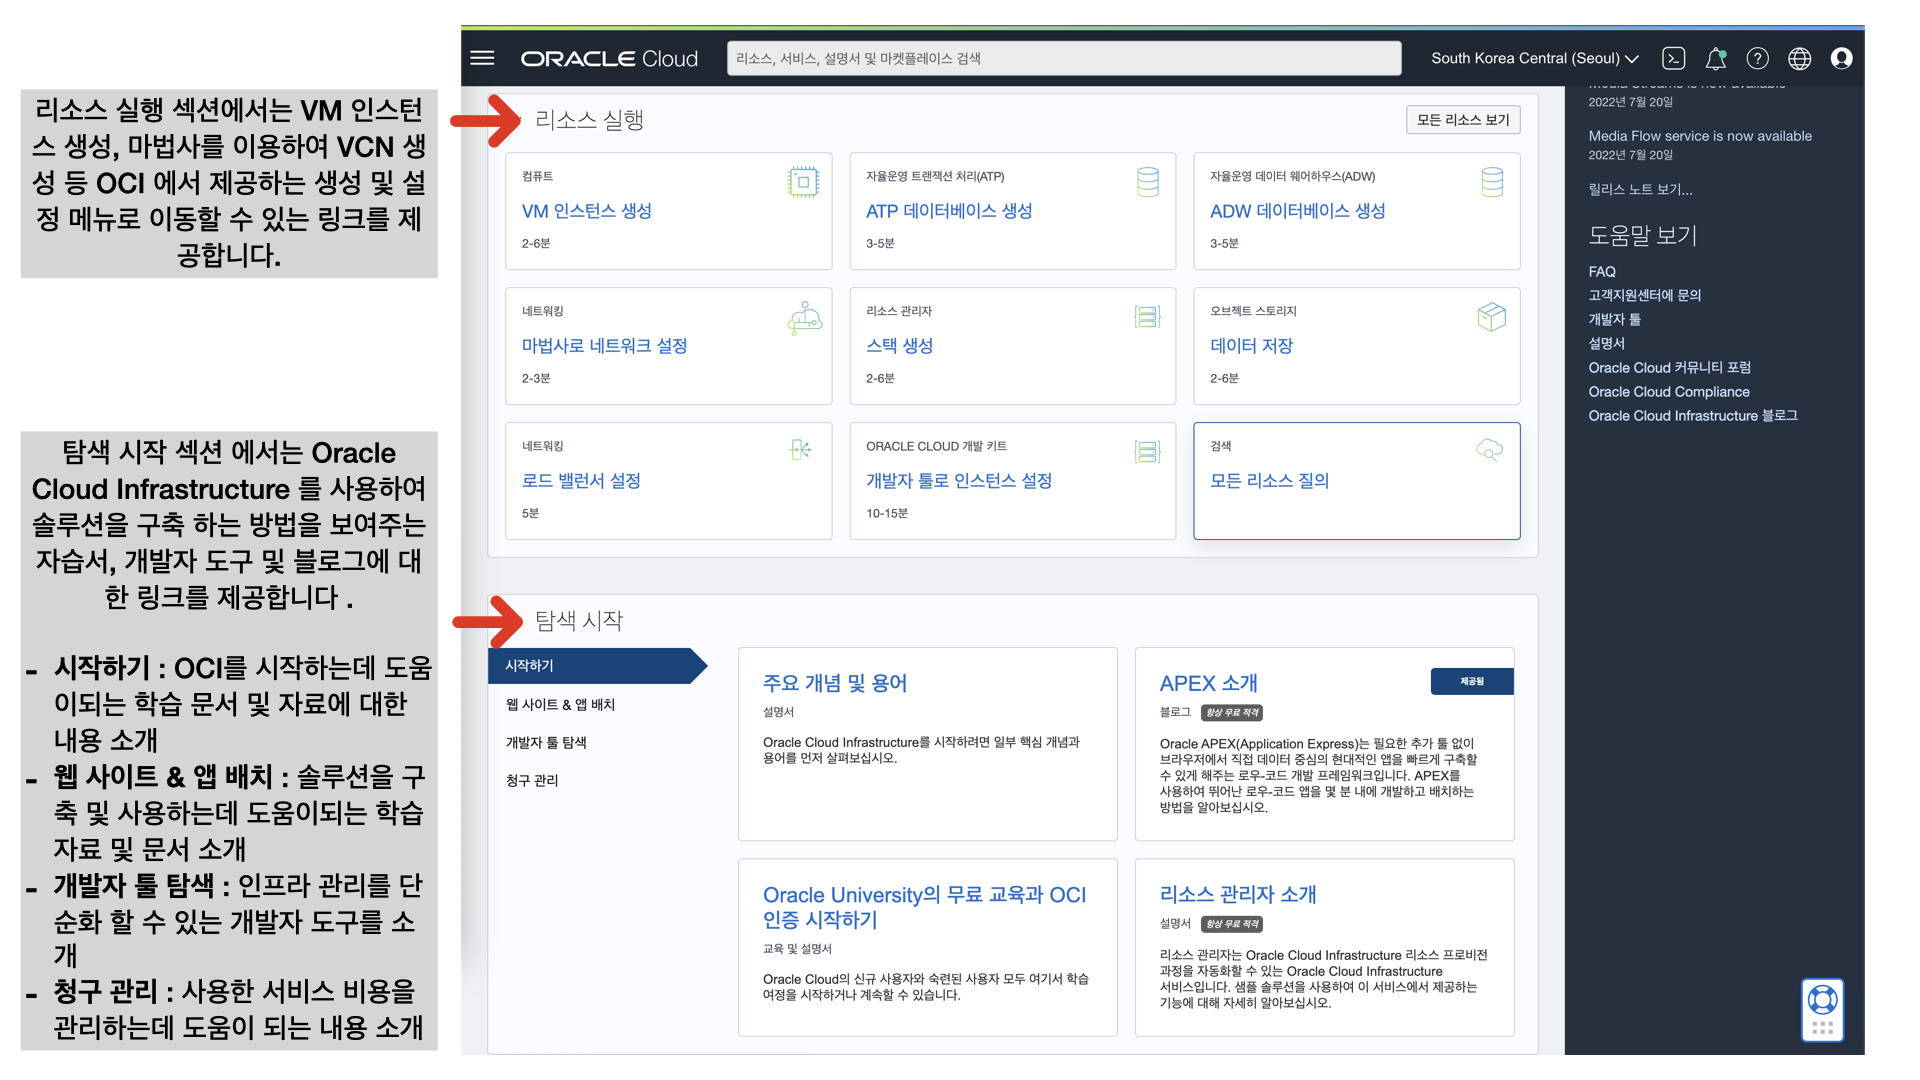 리소스 실행 섹션에서는 VM 인스턴
스 생성, 마법사를 이용하여 VCN 생
성 등 OCI 에서 제공하는 생성 및 설
정 메뉴로 이동할 수 있는 링크를 제
공합니다.
탐색 시작 섹션 에서는 Oracle
Cloud Infrastructure 를 사용하여
솔루션을 구축 하는 방법을 보여주는
자습서, 개발자 도구 및 블로그에 대
한 링크를 제공합니다 .
- 시작하기 : OCI를 시작하는데 도움
이되는 학습 문서 및 자료에 대한
내용 소개
- 웹 사이트 & 앱 배치 : 솔루션을 구
축 및 사용하는데 도움이되는 학습
자료 및 문서 소개
- 개발자 툴 탐색 : 인프라 관리를 단
순화 할 수 있는 개발자 도구를 소
개
- 청구 관리 : 사용한 서비스 비용을
관리하는데 도움이 되는 내용 소개
ORACLE Cloud
리소스, 서비스, 설명서 및 마켓플레이스 검색
South Korea Central (Seoul)
리소스 실행
모든 리소스 보기
컴퓨트
VM 인스턴스 생성
2-6분
자율운영 트랜잭션 처리(ATP)
ATP 데이터베이스 생성
3-5분
자율운영 데이터 웨어하우스(ADW)
ADW 데이터베이스 생성
3-5분
네트워킹
마법사로 네트워크 설정
2-3분
리소스 관리자
스택 생성
2-6분
오브젝트 스토리지
데이터 저장
2-6분
네트워킹
로드 밸런서 설정
5분
ORACLE CLOUD 개발 키트
개발자 툴로 인스턴스 설정
10-15분
검색
모든 리소스 질의
탐색 시작
시작하기
웹 사이트 & 앱 배치
개발자 툴 탐색
청구 관리
주요 개념 및 용어
설명서
Oracle Cloud Infrastructure를 시작하려면 일부 핵심 개념과
용어를 먼저 살펴보십시오.
APEX 소개
제공됨
블로그 항상 무료 적격
Oracle APEX(Application Express)는 필요한 추가 툴 없이
브라우저에서 직접 데이터 중심의 현대적인 앱을 빠르게 구축할
수 있게 해주는 로우-코드 개발 프레임워크입니다. APEX를
사용하여 뛰어난 로우-코드 앱을 몇 분 내에 개발하고 배치하는
방법을 알아보십시오.
Oracle University의 무료 교육과 OCI
인증 시작하기
교육 및 설명서
Oracle Cloud의 신규 사용자와 숙련된 사용자 모두 여기서 학습
여정을 시작하거나 계속할 수 있습니다.
리소스 관리자 소개
설명서 항상 무료 적격
리소스 관리자는 Oracle Cloud Infrastructure 리소스 프로비전
과정을 자동화할 수 있는 Oracle Cloud Infrastructure
서비스입니다. 샘플 솔루션을 사용하여 이 서비스에서 제공하는
기능에 대해 자세히 알아보십시오.
Media Streams is now available
2022년 7월 20일
Media Flow service is now available
2022년 7월 20일
릴리스 노트 보기...
도움말 보기
FAQ
고객지원센터에 문의
개발자 툴
설명서
Oracle Cloud 커뮤니티 포럼
Oracle Cloud Compliance
Oracle Cloud Infrastructure 블로그